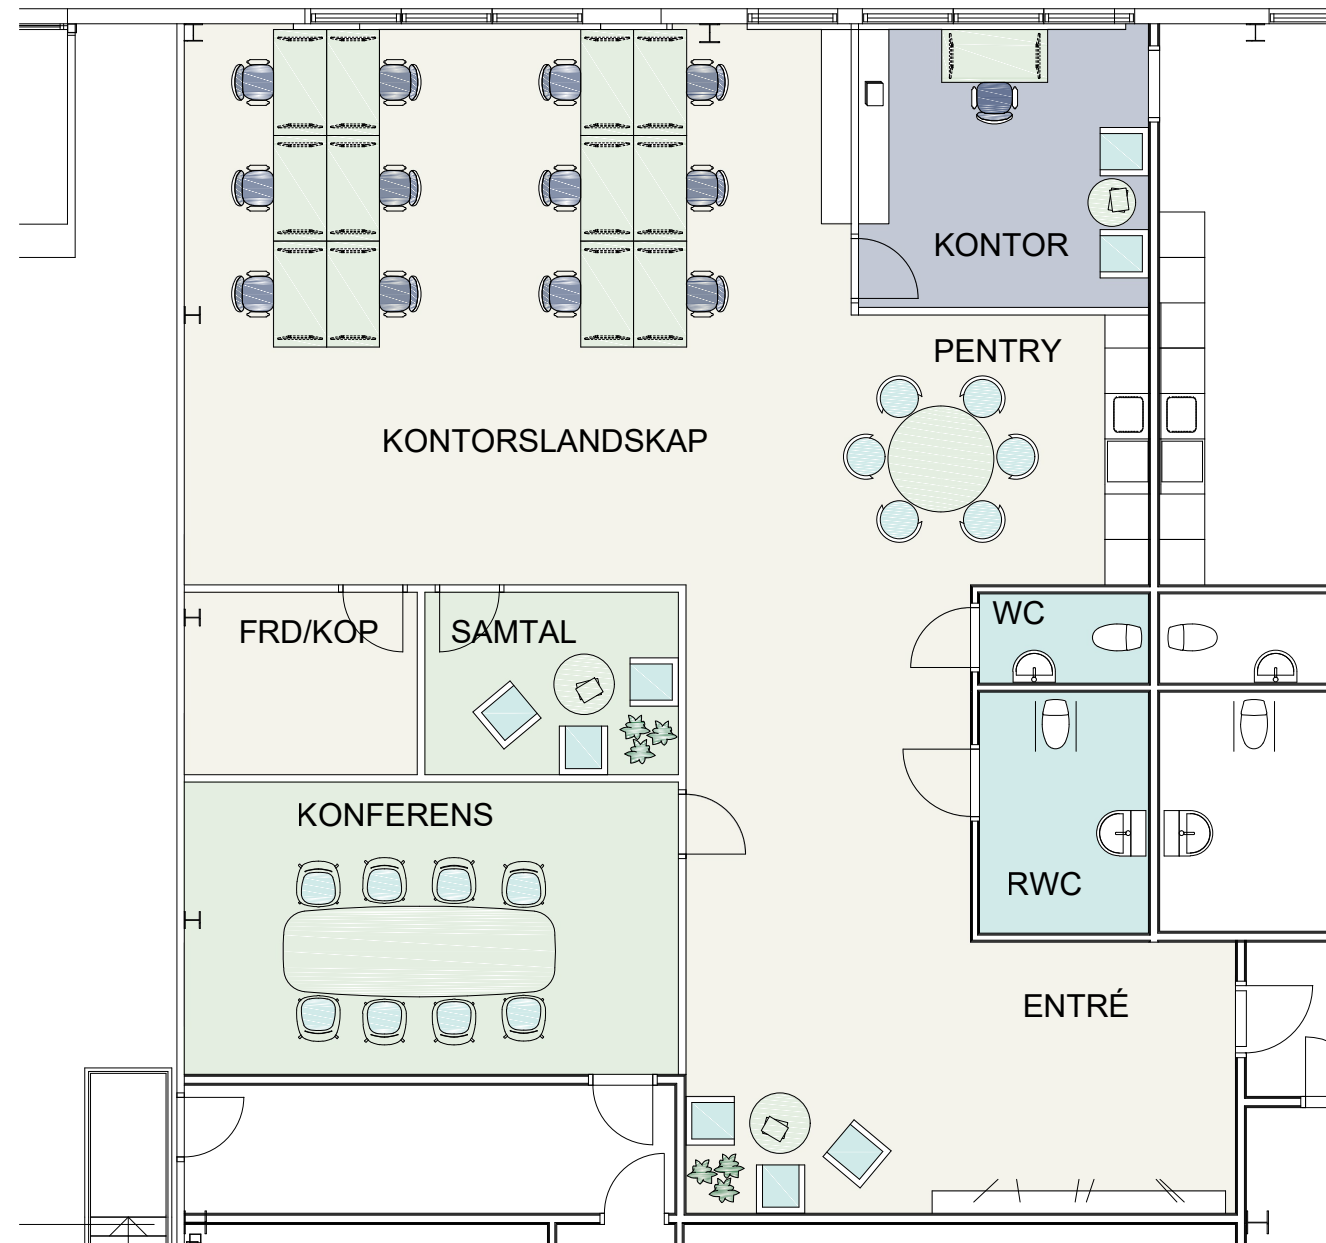 KONTOR
PENTRY
KONTORSLANDSKAP
WC
FRD/KOP
SAMTAL
KONFERENS
RWC
ENTRÉ